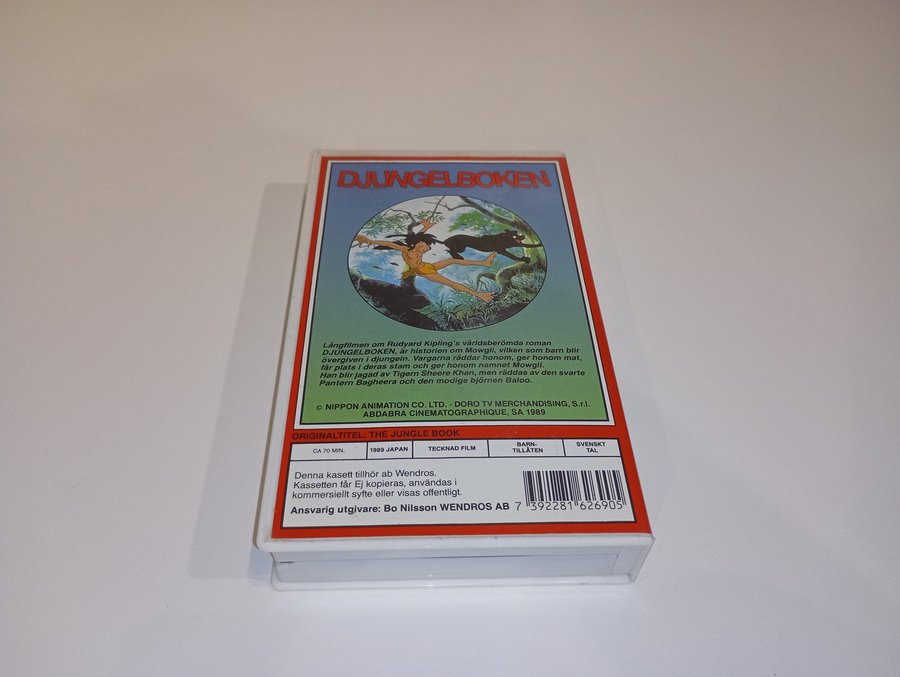 DJUNGELBOKEN
Långfilmen om Rudyard Kipling's världsberömda roman
DJUNGELBOKEN, är historien om Mowgli, vilken som barn blir
övergiven i djungeln. Vargarna räddar honom, ger honom mat,
får plats i deras stam och ger honom namnet Mowgli.
Han blir jagad av Tigern Sheere Khan, men räddas av den svarte
Pantern Bagheera och den modige björnen Baloo.
© NIPPON ANIMATION CO. LTD. - DORO TV MERCHANDISING, S.r.l.
ABDABRA CINEMATOGRAPHIQUE, SA 1989
ORIGINALTITEL: THE JUNGLE BOOK
CA 70 MIN. 1989 JAPAN TECKNAD FILM BARN-TILLÅTEN SVENSKT TAL
Denna kasett tillhör ab Wendros.
Kassetten får Ej kopieras, användas i
kommersiellt syfte eller visas offentligt.
Ansvarig utgivare: Bo Nilsson WENDROS AB
7 392281 626905